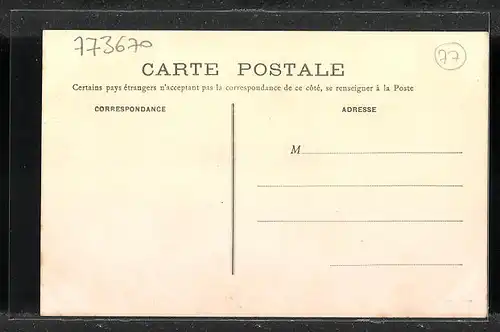 773670
77
CARTE POSTALE
Certains pays étrangers n'acceptant pas la correspondance de ce côté, se renseigner à la Poste
CORRESPONDANCE
ADRESSE
M